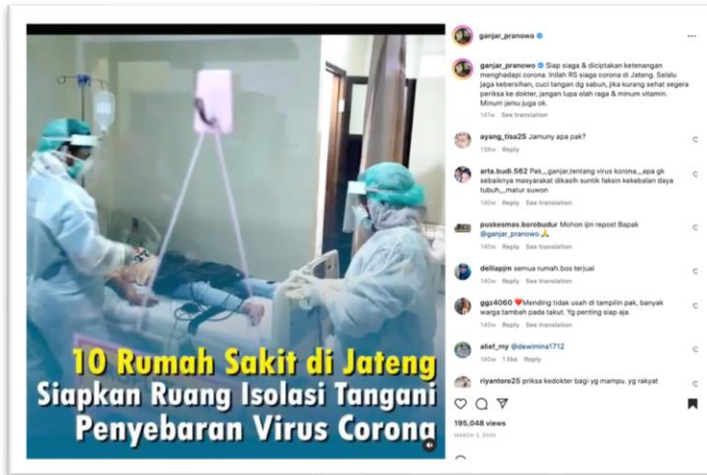 10 Rumah Sakit di Jateng
Siapkan Ruang Isolasi Tangani
Penyebaran Virus Corona
ganjar_pranowo
ganjar_pranowo Siap siaga & diciptakan ketenangan
menghadapi corona. Inilah RS siaga corona di Jateng. Selalu
jaga kebersihan, cuci tangan dg sabun, jika kurang sehat segera
periksa ke dokter, jangan lupa olah raga & minum vitamin.
Minum jamu juga ok.
141w See translation
ayang_tisa25 Jamuny apa pak?
136w Reply
arta.budi.562 Pak,,,ganjar,tentang virus korona,,,apa gk
sebaiknya masyarakat dikasih suntik faksin kekebalan daya
tubuh,,,matur suwon
140w Reply See translation
puskesmas.borobudur Mohon ijin repost Bapak
@ganjar_pranowo 🙏
140w Reply See translation
delliapjm semua rumah.bos terjual
140w Reply See translation
ggz4060 ❤️Mending tidak usah di tampilin pak, banyak
warga tambah pada takut. Yg penting siap aja.
140w Reply See translation
alief_my @dewimina1712
140w 1 like Reply
riyantoro25 priksa kedokter bagi yg mampu. yg rakyat
195,048 views
MARCH 3, 2020